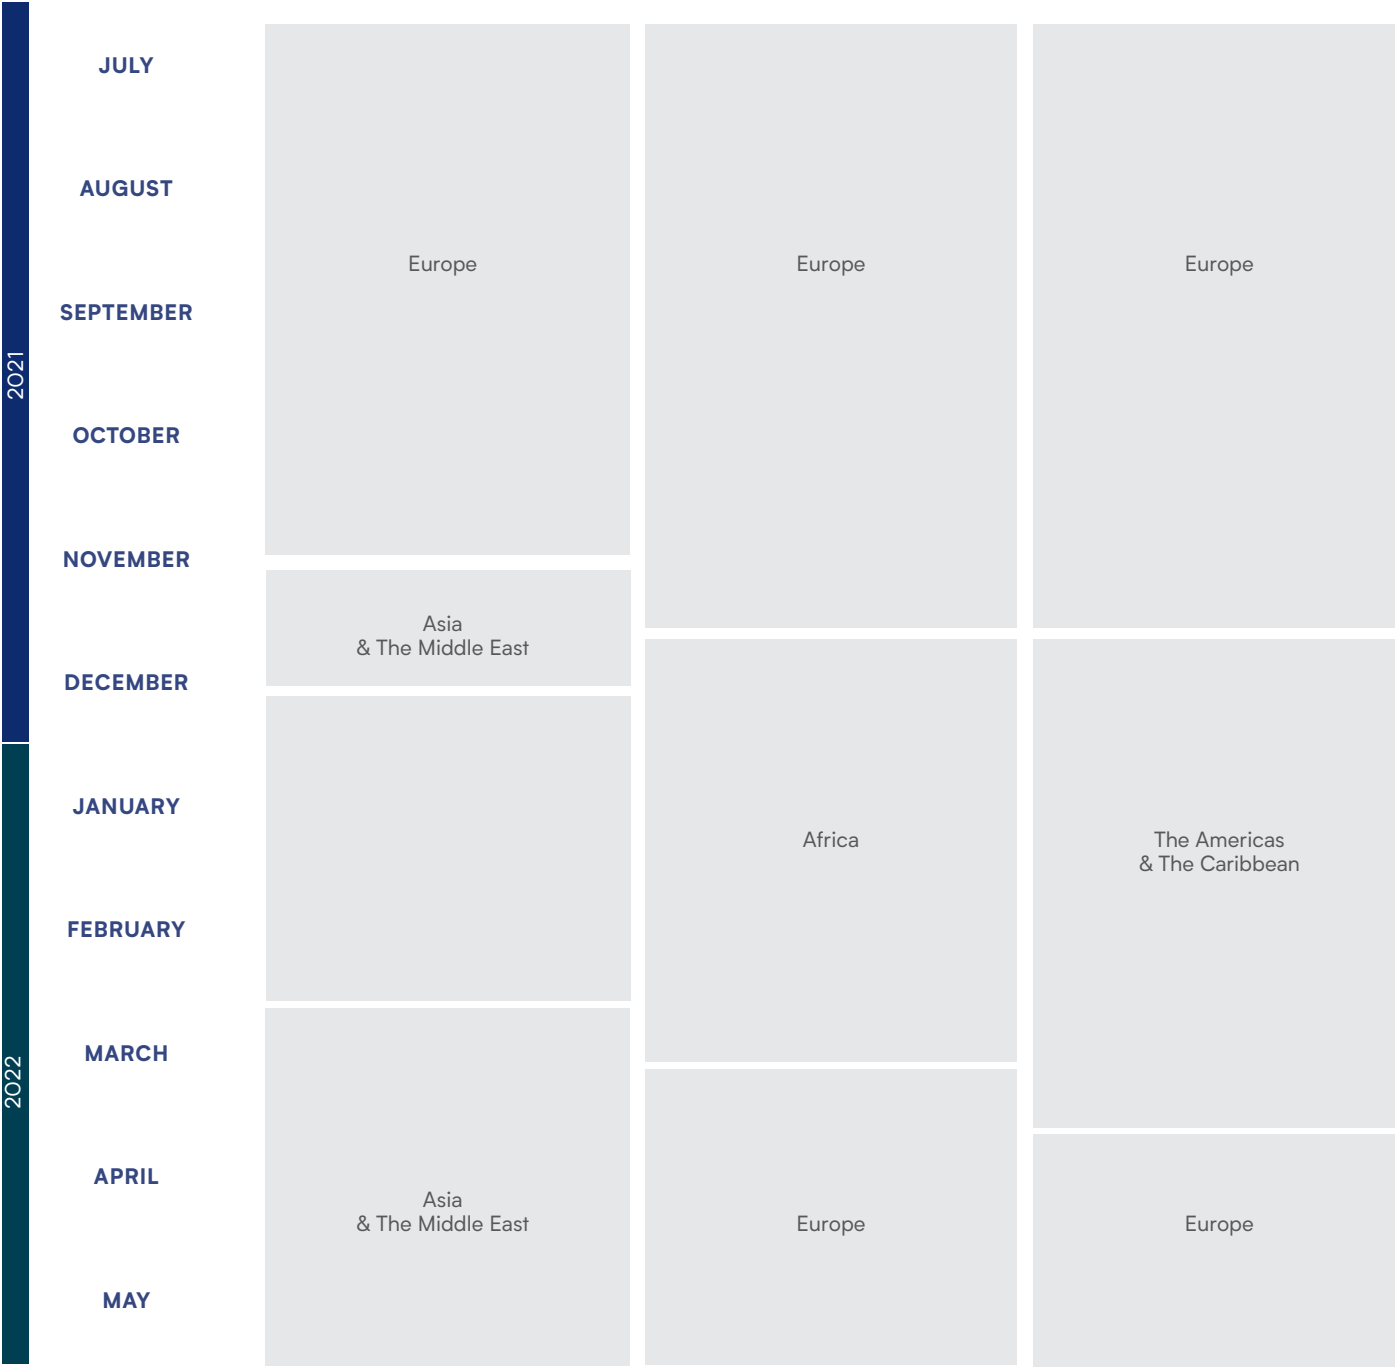 JULY
AUGUST
Europe
Europe
Europe
SEPTEMBER
2021
OCTOBER
NOVEMBER
Asia
& The Middle East
DECEMBER
JANUARY
Africa
The Americas
& The Caribbean
FEBRUARY
MARCH
2022
APRIL
Asia
& The Middle East
Europe
Europe
MAY